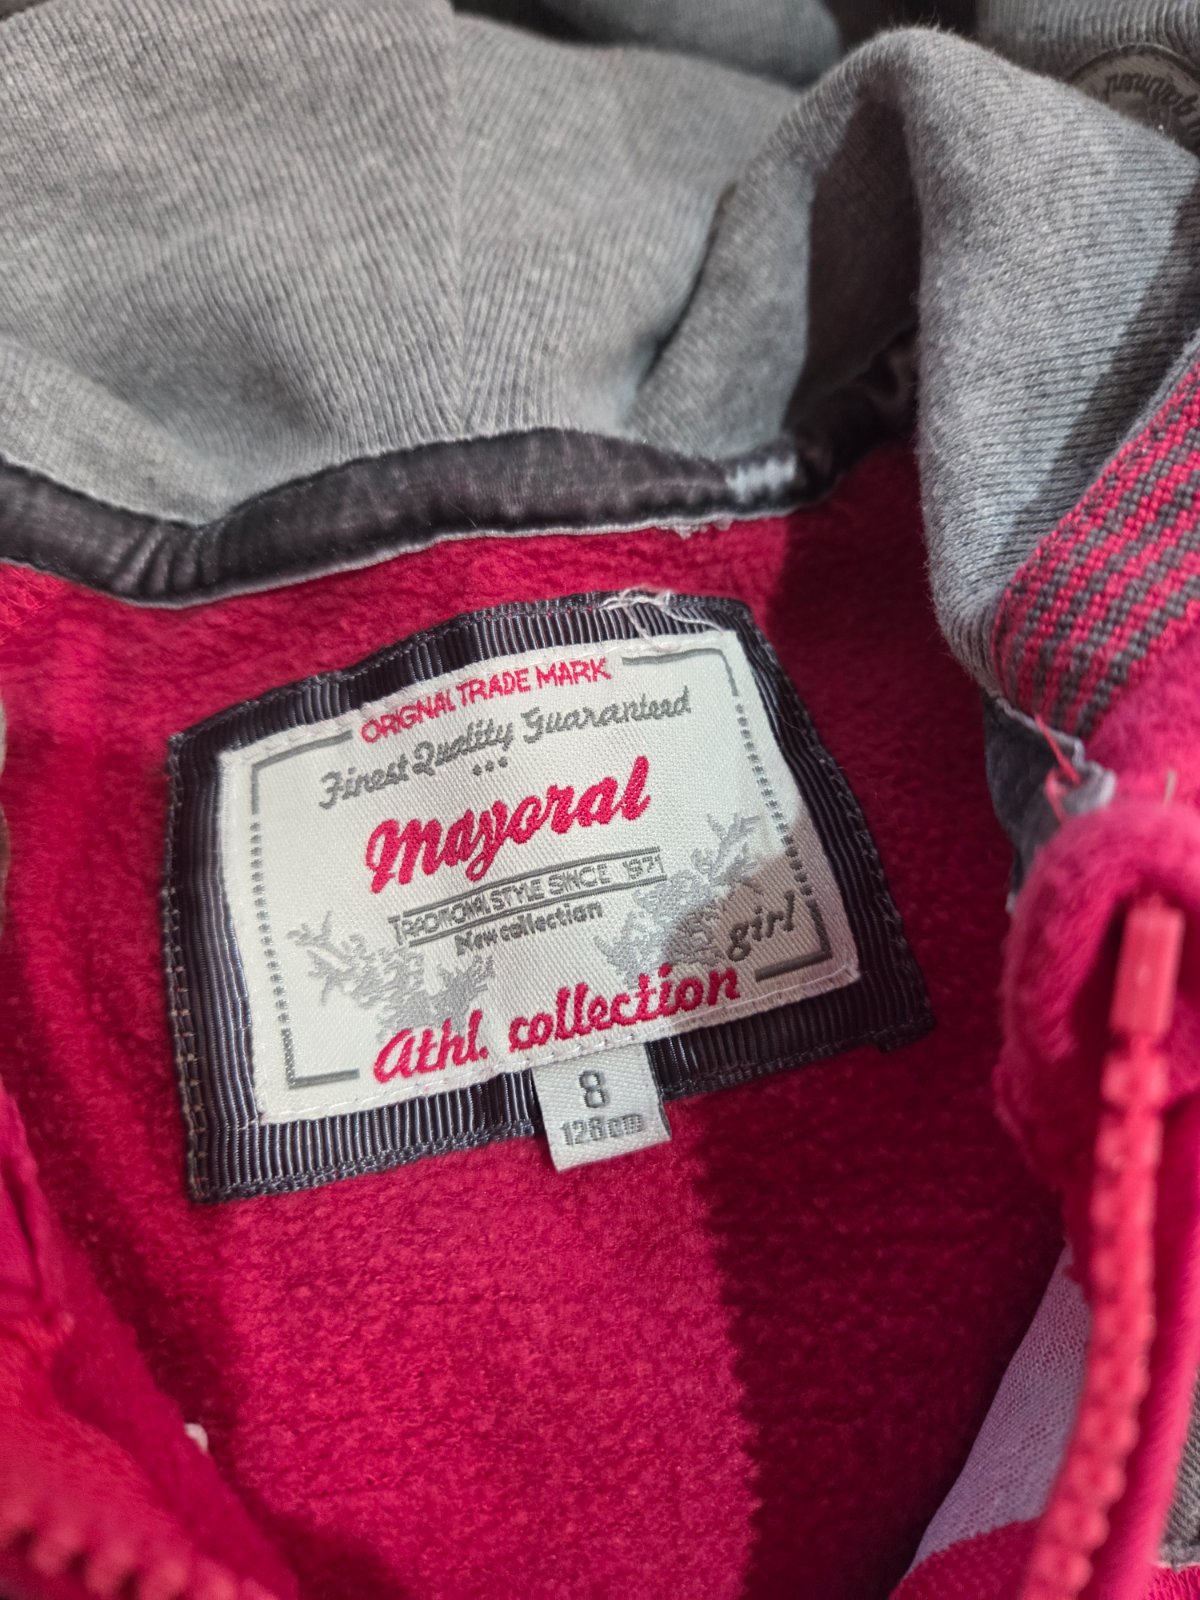 ORIGNAL TRADE MARK
Finest Quality Guaranteed
mayoral
TRADITIONAL STYLE SINCE 1971
New collection
girl
Athl. collection
8
128cm